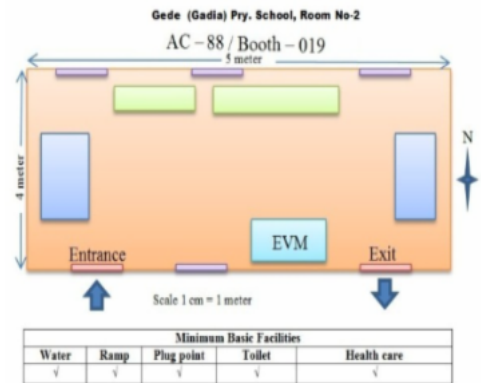 Gede (Gadia) Pry. School, Room No-2
AC – 88 / Booth – 019
5 meter
4 meter
N
EVM
Entrance
Exit
Scale 1 cm = 1 meter
Minimum Basic Facilities
Water Ramp Plug point Toilet Health care
√ √ √ √ √